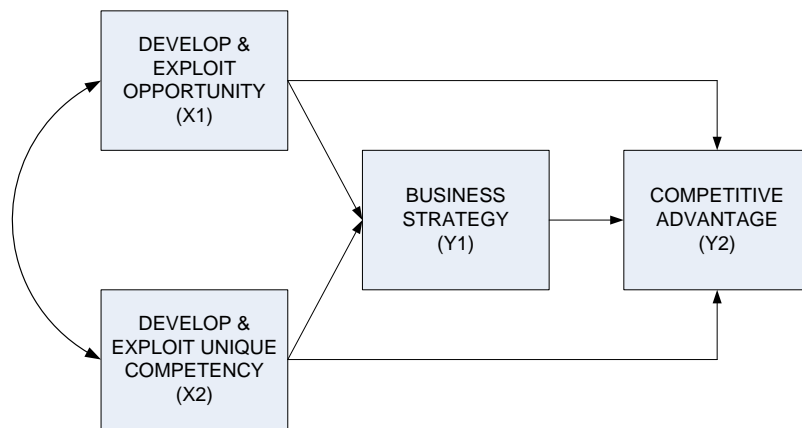 DEVELOP &
EXPLOIT
OPPORTUNITY
(X1)
BUSINESS
STRATEGY
(Y1)
COMPETITIVE
ADVANTAGE
(Y2)
DEVELOP &
EXPLOIT UNIQUE
COMPETENCY
(X2)